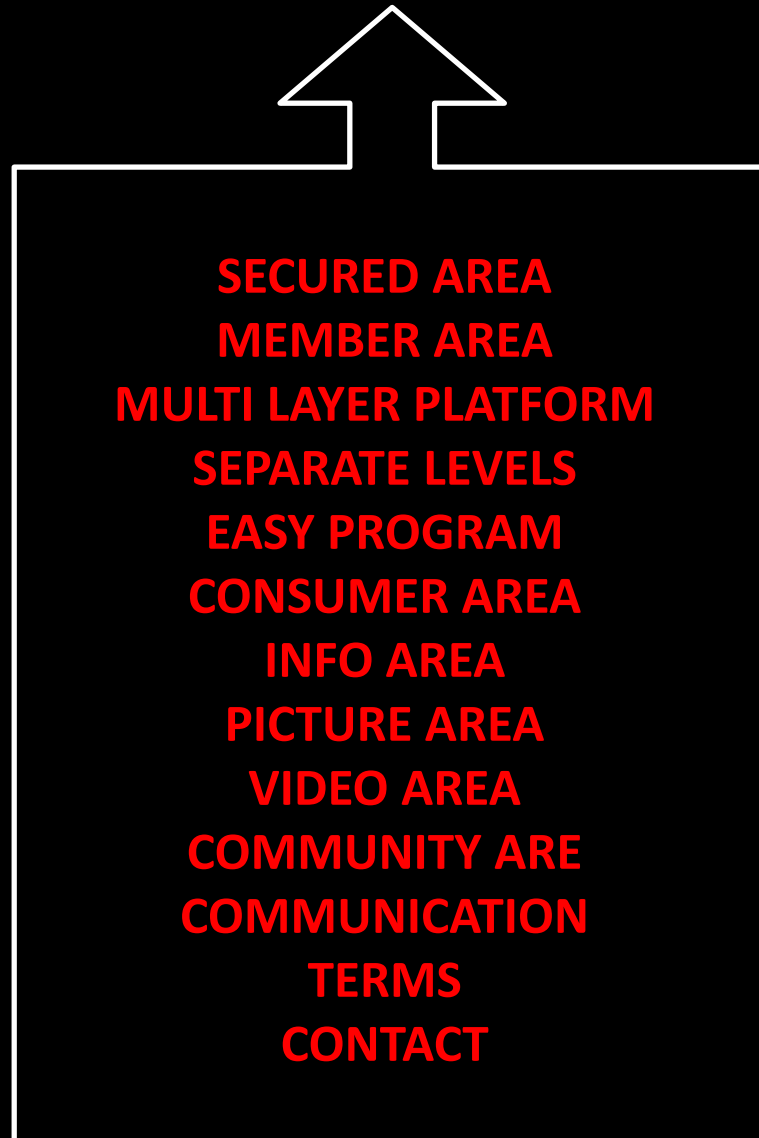 SECURED AREA
MEMBER AREA
MULTI LAYER PLATFORM
SEPARATE LEVELS
EASY PROGRAM
CONSUMER AREA
INFO AREA
PICTURE AREA
VIDEO AREA
COMMUNITY ARE
COMMUNICATION
TERMS
CONTACT